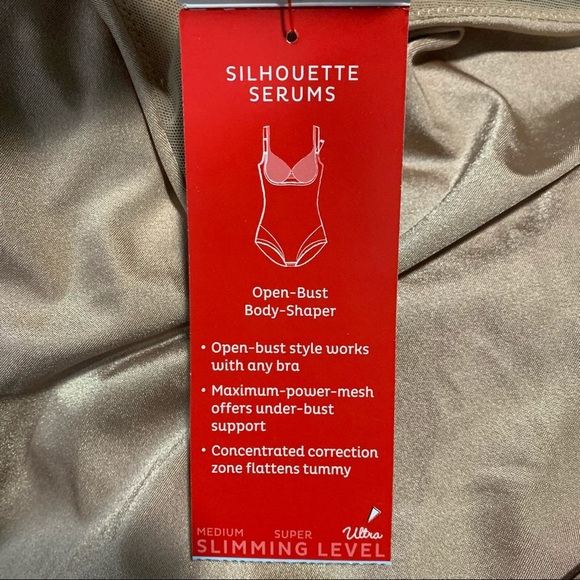 SILHOUETTE
SERUMS
Open-Bust
Body-Shaper
• Open-bust style works
with any bra
• Maximum-power-mesh
offers under-bust
support
• Concentrated correction
zone flattens tummy
MEDIUM SUPER Ultra
SLIMMING LEVEL